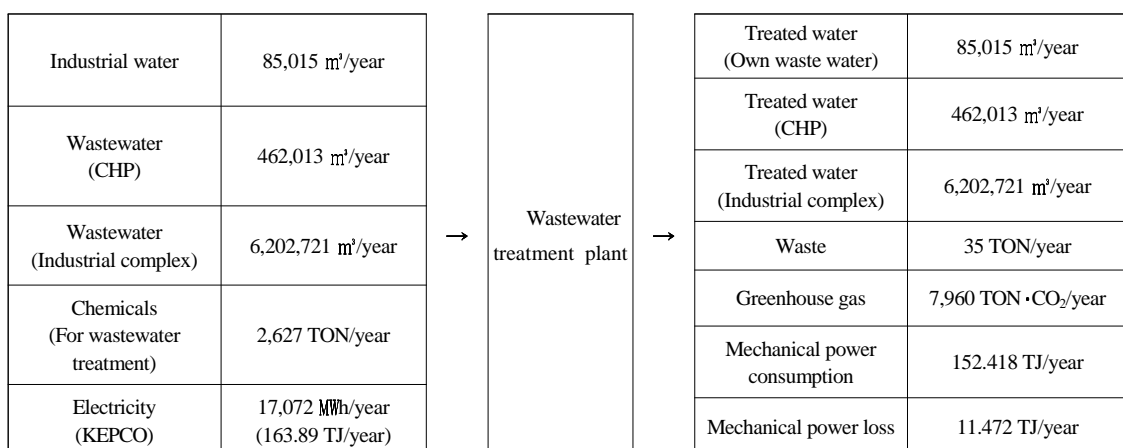 Industrial water
85,015 ㎥/year
Wastewater
(CHP)
462,013 ㎥/year
Wastewater
(Industrial complex)
6,202,721 ㎥/year
Chemicals
(For wastewater
treatment)
2,627 TON/year
Electricity
(KEPCO)
17,072 ㎿h/year
(163.89 TJ/year)
→
Wastewater
treatment plant
→
Treated water
(Own waste water)
85,015 ㎥/year
Treated water
(CHP)
462,013 ㎥/year
Treated water
(Industrial complex)
6,202,721 ㎥/year
Waste
35 TON/year
Greenhouse gas
7,960 TON·CO₂/year
Mechanical power
consumption
152.418 TJ/year
Mechanical power loss
11.472 TJ/year